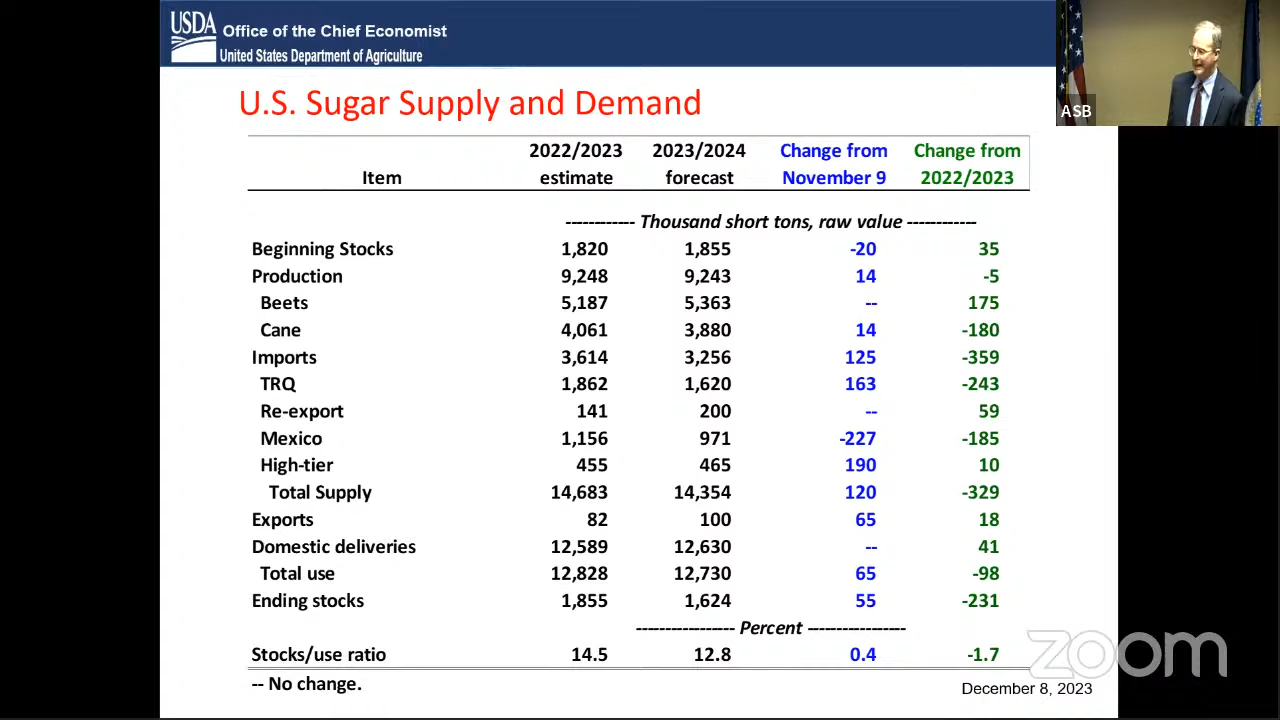 USDA Office of the Chief Economist
United States Department of Agriculture
ASB
U.S. Sugar Supply and Demand
2022/2023 2023/2024 Change from Change from
Item estimate forecast November 9 2022/2023
------------ Thousand short tons, raw value -----------
Beginning Stocks 1,820 1,855 -20 35
Production 9,248 9,243 14 -5
Beets 5,187 5,363 -- 175
Cane 4,061 3,880 14 -180
Imports 3,614 3,256 125 -359
TRQ 1,862 1,620 163 -243
Re-export 141 200 -- 59
Mexico 1,156 971 -227 -185
High-tier 455 465 190 10
Total Supply 14,683 14,354 120 -329
Exports 82 100 65 18
Domestic deliveries 12,589 12,630 -- 41
Total use 12,828 12,730 65 -98
Ending stocks 1,855 1,624 55 -231
----------------- Percent -----------------
Stocks/use ratio 14.5 12.8 0.4 -1.7
-- No change.
December 8, 2023
zoom